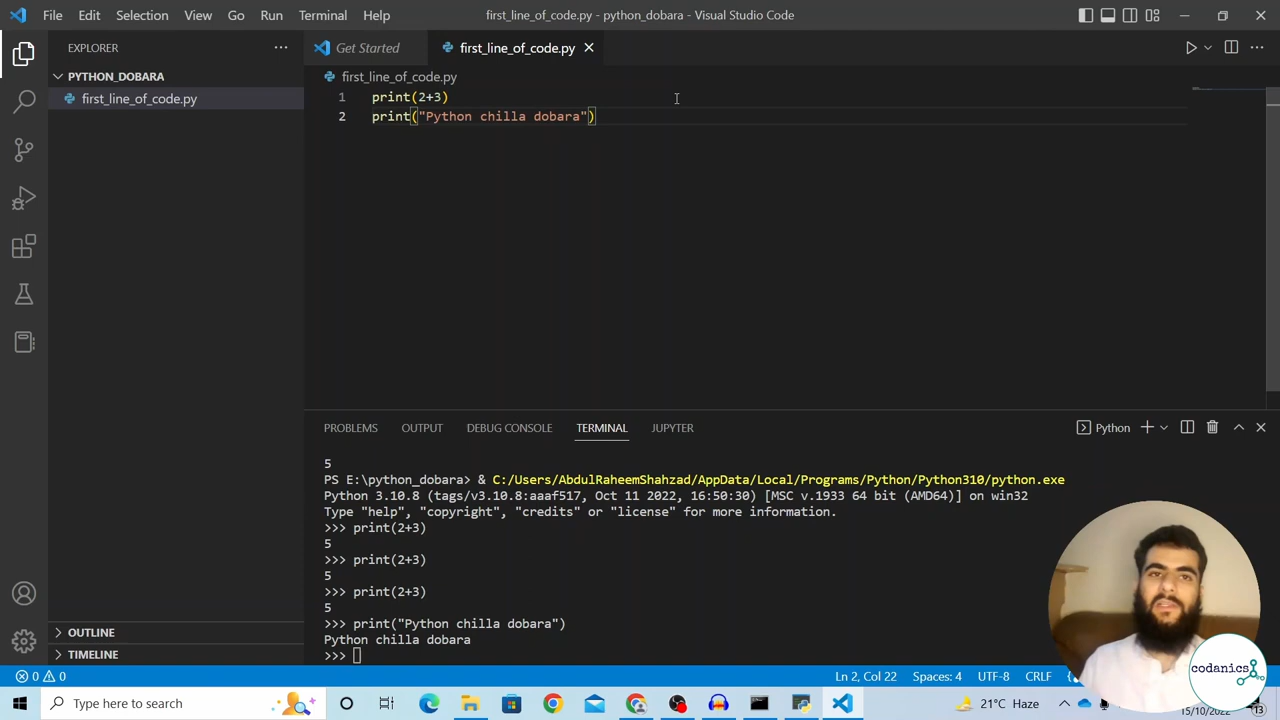 File Edit Selection View Go Run Terminal Help
first_line_of_code.py - python_dobara - Visual Studio Code
EXPLORER
PYTHON_DOBARA
first_line_of_code.py
Get Started
first_line_of_code.py
first_line_of_code.py
1 print(2+3)
2 print("Python chilla dobara")
PROBLEMS OUTPUT DEBUG CONSOLE TERMINAL JUPYTER
Python
5
PS E:\python_dobara> & C:/Users/AbdulRaheemShahzad/AppData/Local/Programs/Python/Python310/python.exe
Python 3.10.8 (tags/v3.10.8:aaaf517, Oct 11 2022, 16:50:30) [MSC v.1933 64 bit (AMD64)] on win32
Type "help", "copyright", "credits" or "license" for more information.
>>> print(2+3)
5
>>> print(2+3)
5
>>> print(2+3)
5
>>> print("Python chilla dobara")
Python chilla dobara
>>>
OUTLINE
TIMELINE
codanics
0 0
Ln 2, Col 22 Spaces: 4 UTF-8 CRLF
Type here to search
21°C Haze
15/10/2022
13